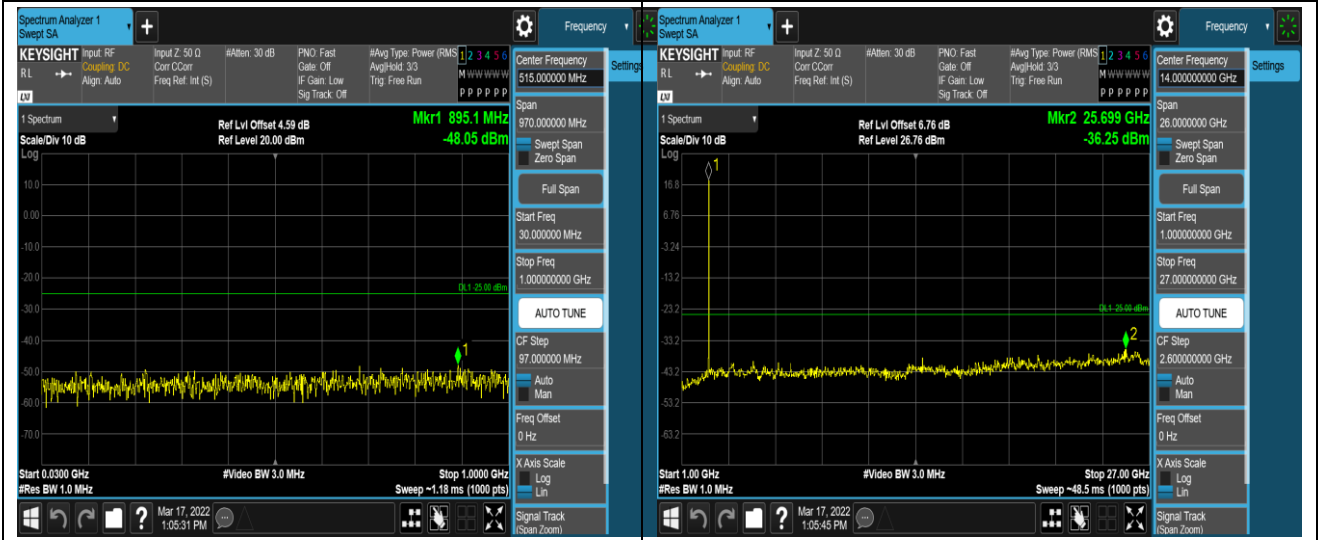 Spectrum Analyzer 1
Swept SA
Frequency
KEYSIGHT
Input: RF
Coupling: DC
Align: Auto
Input Z: 50 Ω
Corr CCorr
Freq Ref: Int (S)
#Atten: 30 dB
PNO: Fast
Gate: Off
IF Gain: Low
Sig Track: Off
#Avg Type: Power (RMS
Avg|Hold: 3/3
Trig: Free Run
1 2 3 4 5 6
M W W W W W
P P P P P P
RL
LXI
Center Frequency
515.000000 MHz
Settings
Span
970.000000 MHz
Swept Span
Zero Span
Full Span
Start Freq
30.000000 MHz
Stop Freq
1.000000000 GHz
AUTO TUNE
CF Step
97.000000 MHz
Auto
Man
Freq Offset
0 Hz
X Axis Scale
Log
Lin
Signal Track
(Span Zoom)
1 Spectrum
Scale/Div 10 dB
Log
Ref Lvl Offset 4.59 dB
Ref Level 20.00 dBm
Mkr1 895.1 MHz
-48.05 dBm
10.0
0.00
-10.0
-20.0
DL1 -25.00 dBm
-30.0
-40.0
1
-50.0
-60.0
-70.0
Start 0.0300 GHz
#Res BW 1.0 MHz
#Video BW 3.0 MHz
Stop 1.0000 GHz
Sweep ~1.18 ms (1000 pts)
?
Mar 17, 2022
1:05:31 PM
Spectrum Analyzer 1
Swept SA
Frequency
KEYSIGHT
Input: RF
Coupling: DC
Align: Auto
Input Z: 50 Ω
Corr CCorr
Freq Ref: Int (S)
#Atten: 30 dB
PNO: Fast
Gate: Off
IF Gain: Low
Sig Track: Off
#Avg Type: Power (RMS
Avg|Hold: 3/3
Trig: Free Run
1 2 3 4 5 6
M W W W W W
P P P P P P
RL
LXI
Center Frequency
14.000000000 GHz
Settings
Span
26.0000000 GHz
Swept Span
Zero Span
Full Span
Start Freq
1.000000000 GHz
Stop Freq
27.000000000 GHz
AUTO TUNE
CF Step
2.600000000 GHz
Auto
Man
Freq Offset
0 Hz
X Axis Scale
Log
Lin
Signal Track
(Span Zoom)
1 Spectrum
Scale/Div 10 dB
Log
Ref Lvl Offset 6.76 dB
Ref Level 26.76 dBm
Mkr2 25.699 GHz
-36.25 dBm
1
16.8
6.76
-3.24
-13.2
DL1 -25.00 dBm
-23.2
-33.2
2
-43.2
-53.2
-63.2
Start 1.00 GHz
#Res BW 1.0 MHz
#Video BW 3.0 MHz
Stop 27.00 GHz
Sweep ~48.5 ms (1000 pts)
?
Mar 17, 2022
1:05:45 PM